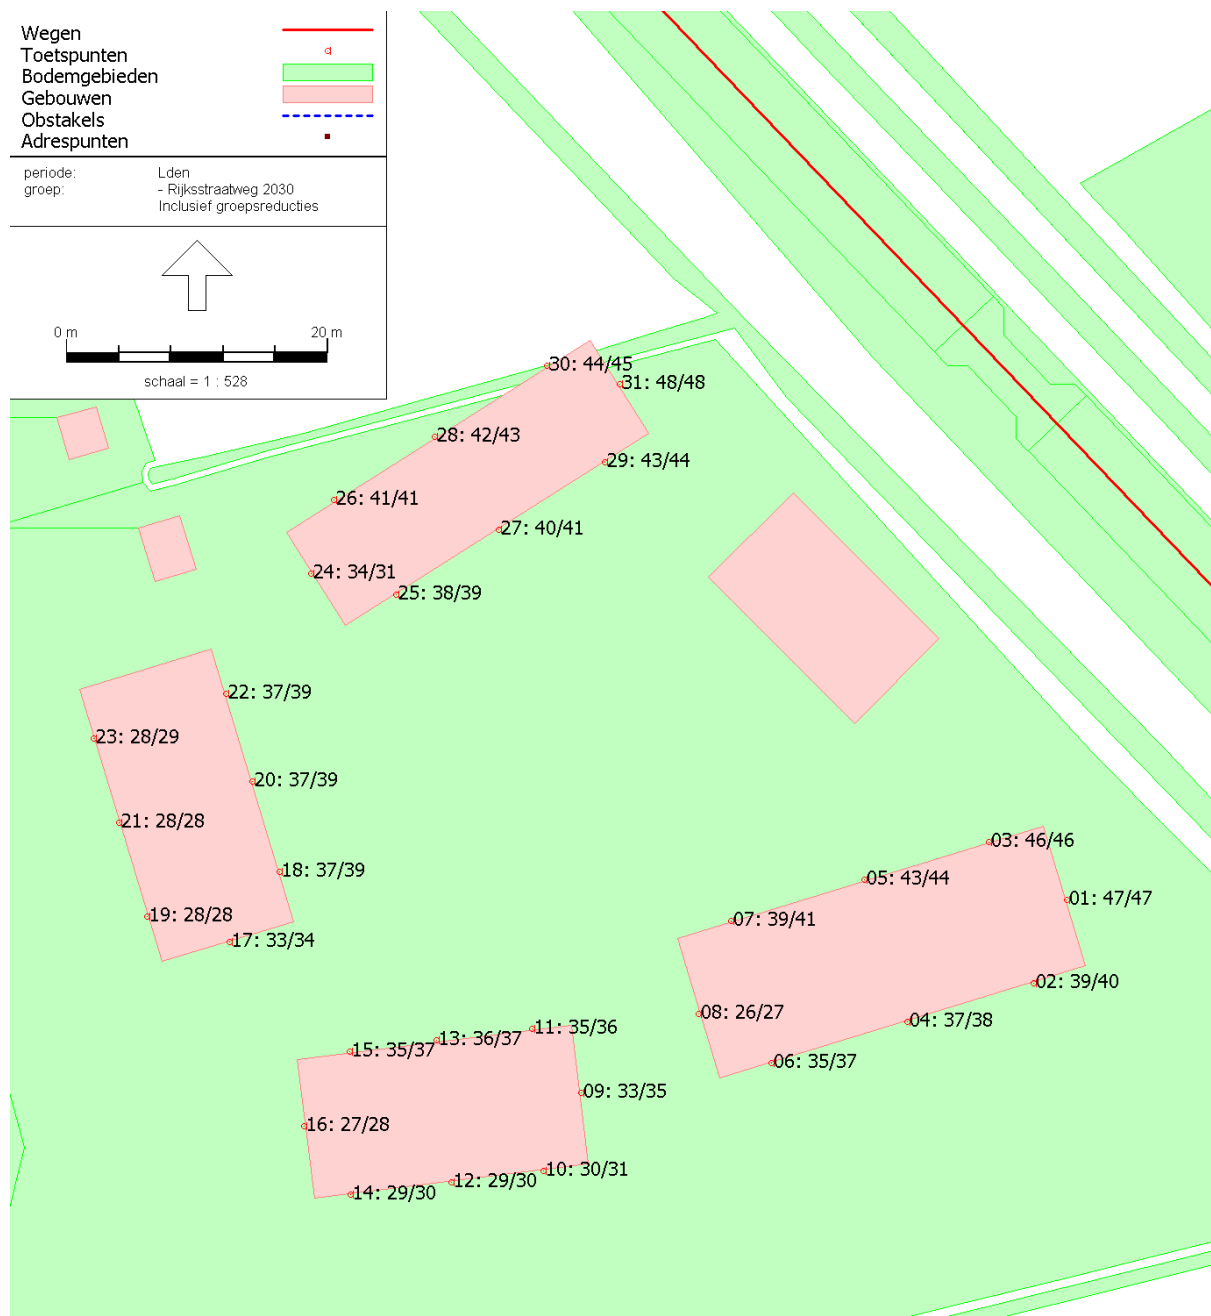 Wegen
Toetspunten
Bodemgebieden
Gebouwen
Obstakels
Adrespunten
periode: Lden
groep: - Rijksstraatweg 2030
Inclusief groepsreducties
0 m 20 m
schaal = 1 : 528
30: 44/45
31: 48/48
28: 42/43
29: 43/44
26: 41/41
27: 40/41
24: 34/31
25: 38/39
22: 37/39
23: 28/29
20: 37/39
21: 28/28
18: 37/39
19: 28/28
17: 33/34
03: 46/46
05: 43/44
01: 47/47
07: 39/41
02: 39/40
08: 26/27
04: 37/38
06: 35/37
11: 35/36
13: 36/37
15: 35/37
09: 33/35
16: 27/28
10: 30/31
12: 29/30
14: 29/30